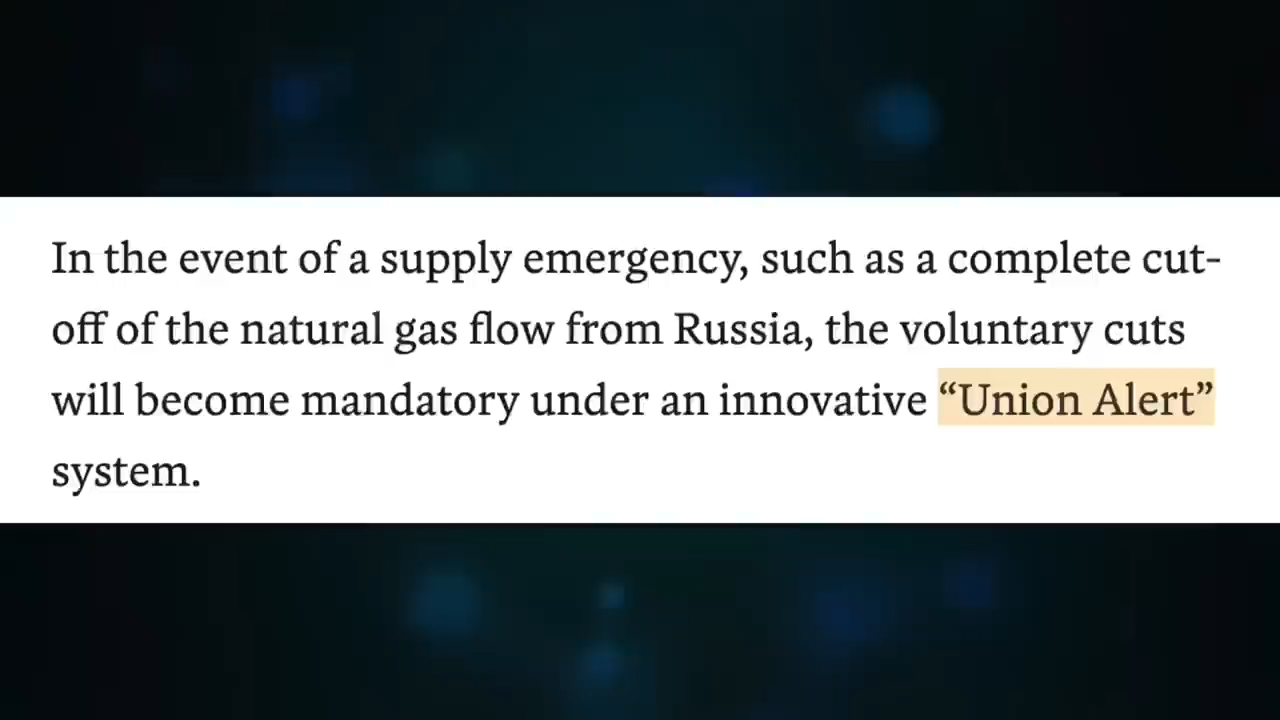 In the event of a supply emergency, such as a complete cut-
off of the natural gas flow from Russia, the voluntary cuts
will become mandatory under an innovative “Union Alert”
system.